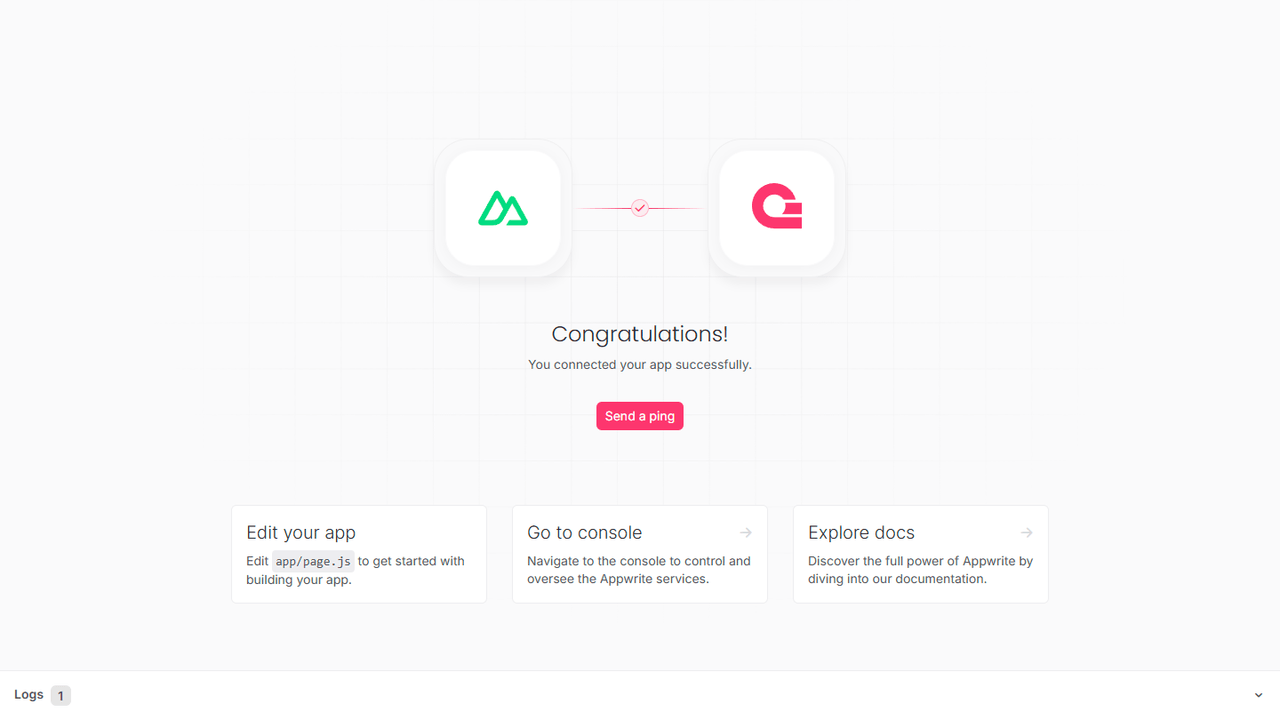 Congratulations!
You connected your app successfully.
Send a ping
Edit your app
Edit app/page.js to get started with
building your app.
Go to console
Navigate to the console to control and
oversee the Appwrite services.
Explore docs
Discover the full power of Appwrite by
diving into our documentation.
Logs 1